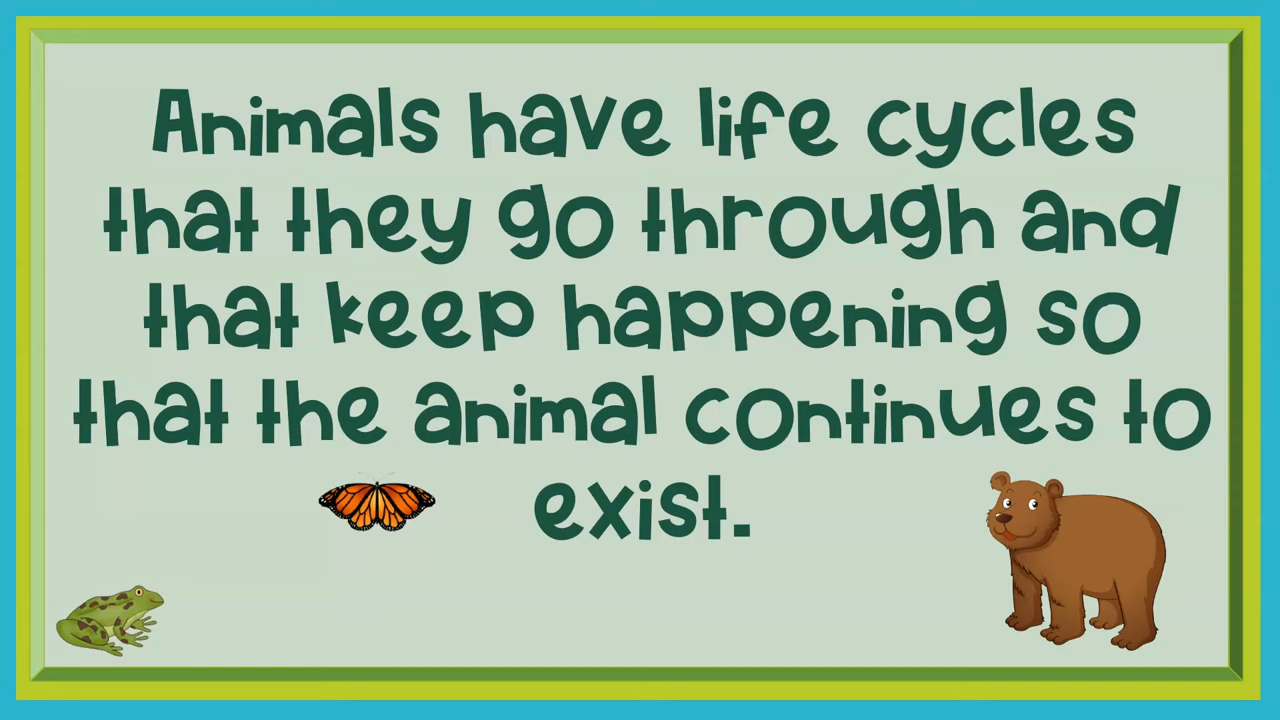 Animals have life cycles
that they go through and
that keep happening so
that the animal continues to
exist.